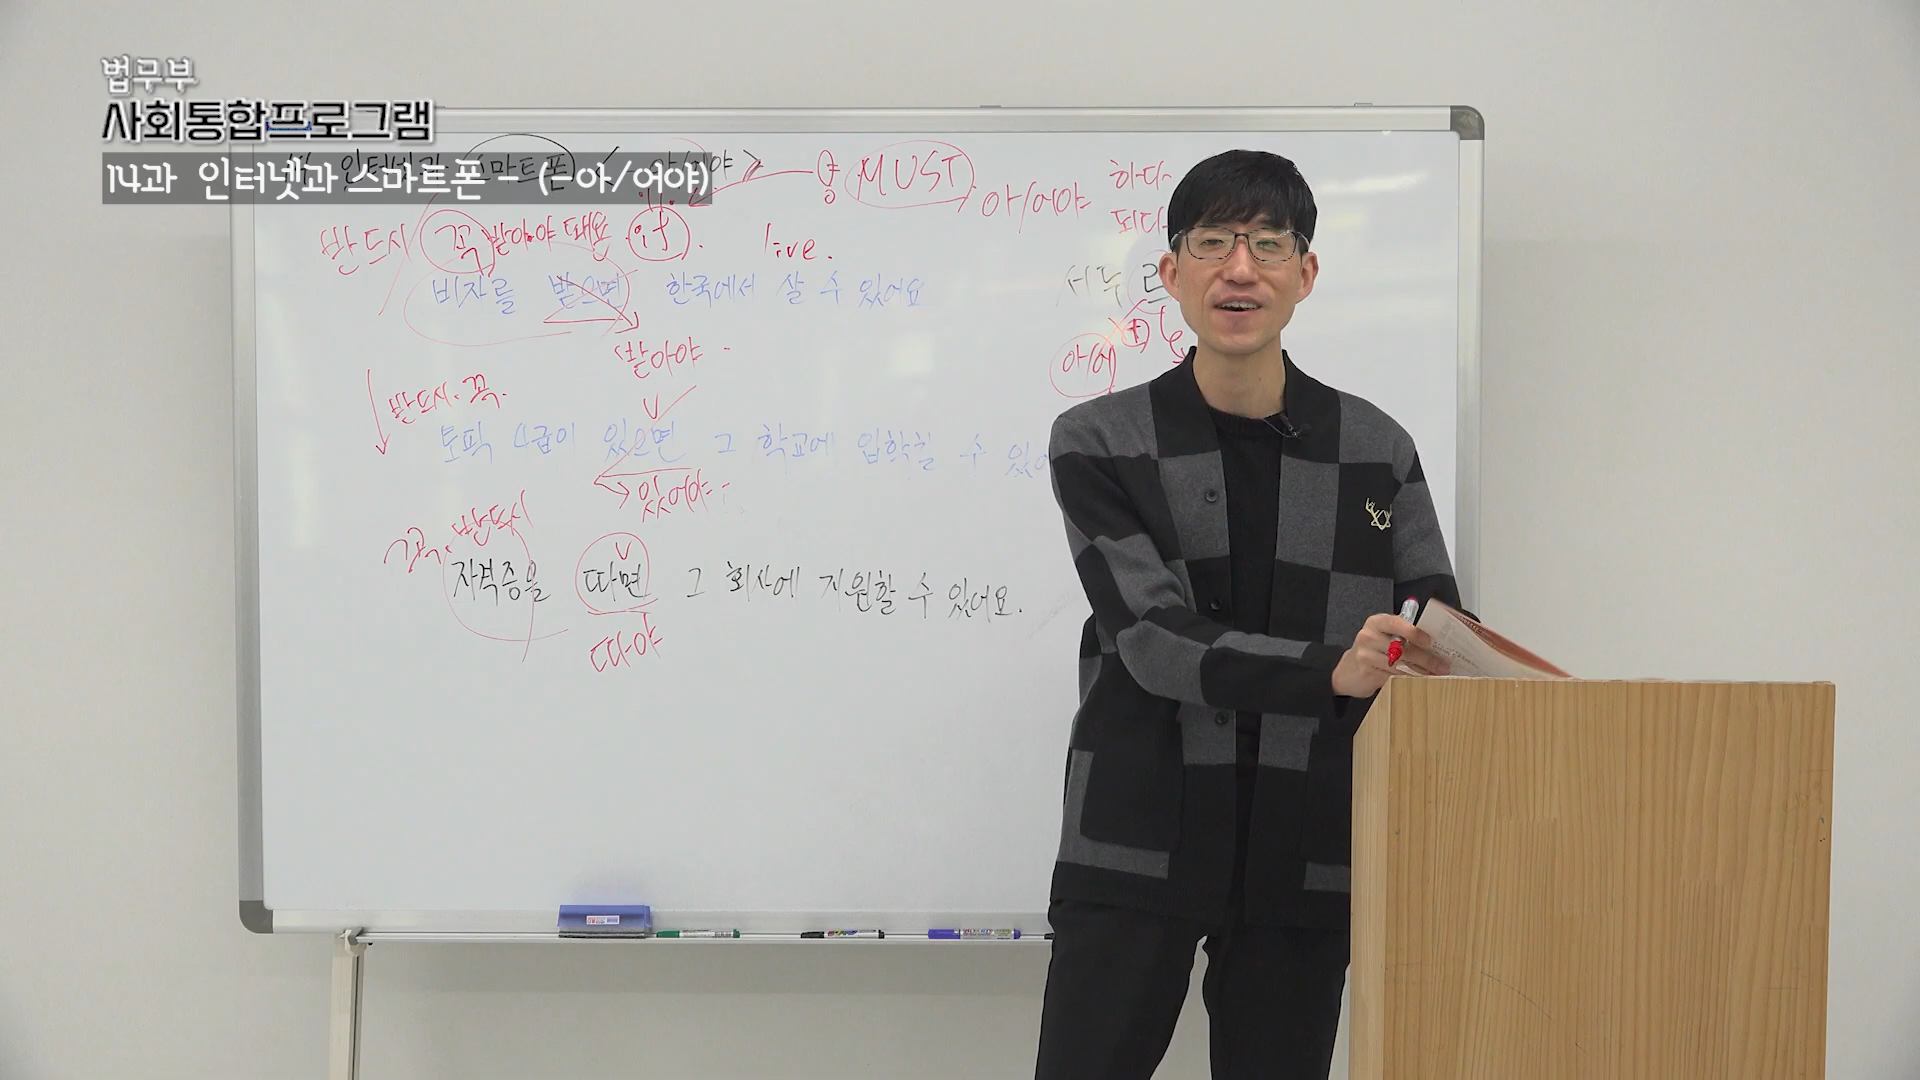 법무부
사회통합프로그램
14과 인터넷과 스마트폰 - (-아/어야)
MUST
아/어야
하다
되다
반드시 꼭 받아야 돼요
live.
비자를 받으면 한국에서 살 수 있어요
서두르
받아야
아/어
반드시. 꼭.
토픽 4급이 있으면 그 학교에 입학할 수 있어
있어야
꼭, 반드시
자격증을 따면 그 회사에 지원할 수 있어요.
따야